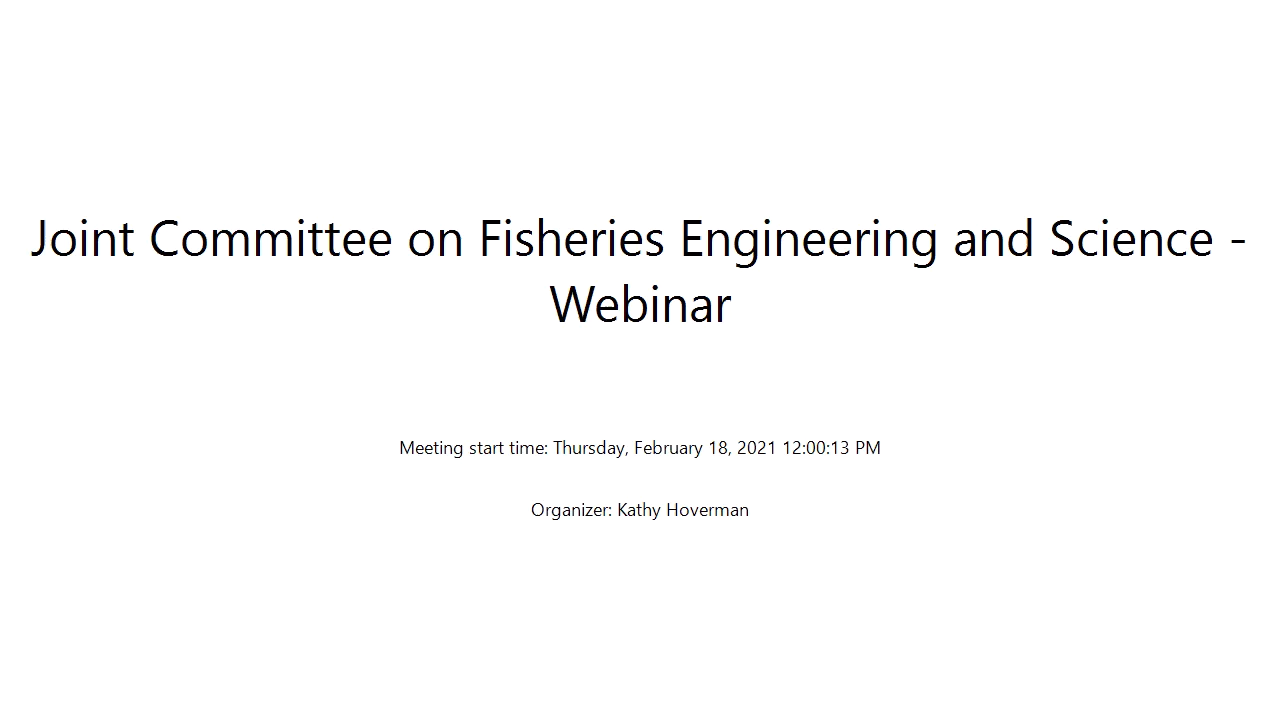 Joint Committee on Fisheries Engineering and Science -
Webinar
Meeting start time: Thursday, February 18, 2021 12:00:13 PM
Organizer: Kathy Hoverman